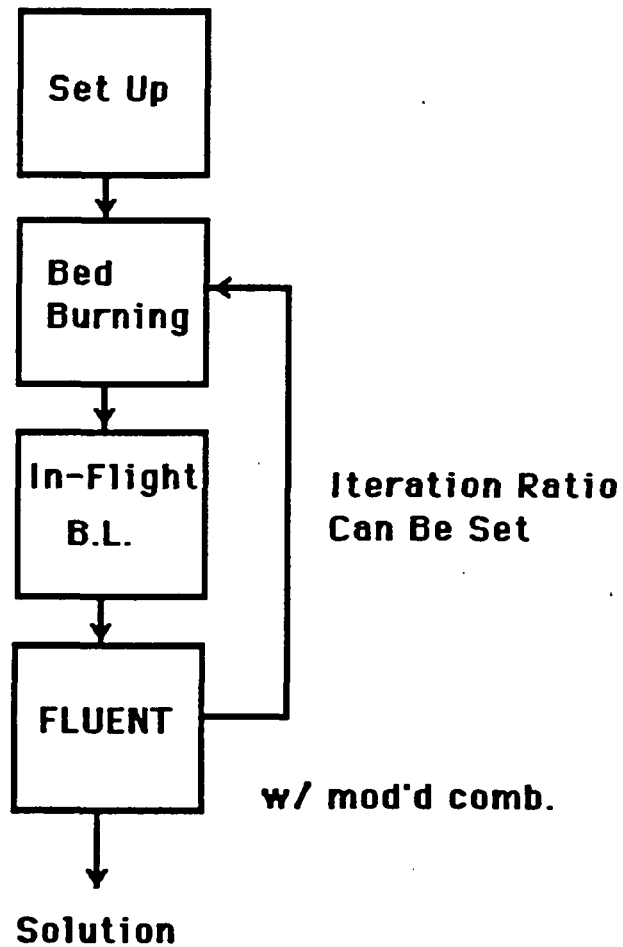 Set Up
Bed
Burning
In-Flight
B.L.
Iteration Ratio
Can Be Set
FLUENT
w/ mod'd comb.
Solution